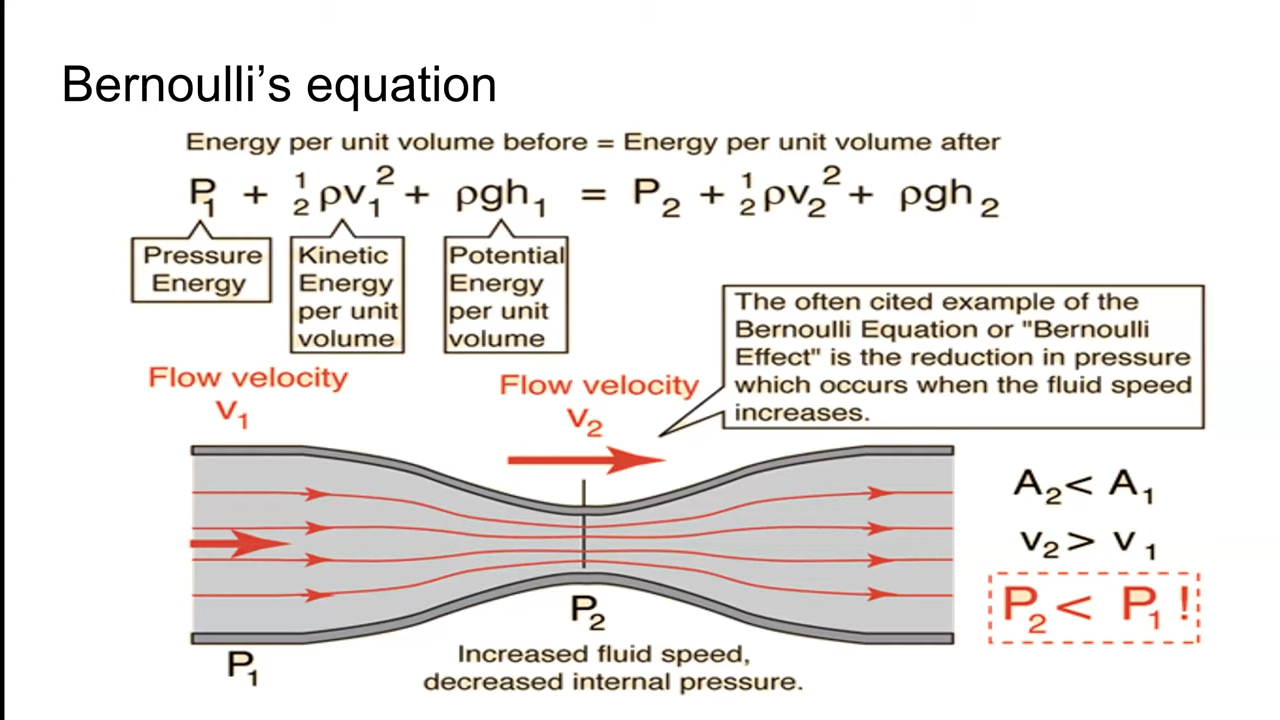 Bernoulli’s equation
Energy per unit volume before = Energy per unit volume after
P₁ + ½ρv₁² + ρgh₁ = P₂ + ½ρv₂² + ρgh₂
Pressure
Energy
Kinetic
Energy
per unit
volume
Potential
Energy
per unit
volume
The often cited example of the
Bernoulli Equation or "Bernoulli
Effect" is the reduction in pressure
which occurs when the fluid speed
increases.
Flow velocity
v₁
Flow velocity
v₂
A₂ < A₁
v₂ > v₁
P₂ < P₁ !
P₂
P₁
Increased fluid speed,
decreased internal pressure.